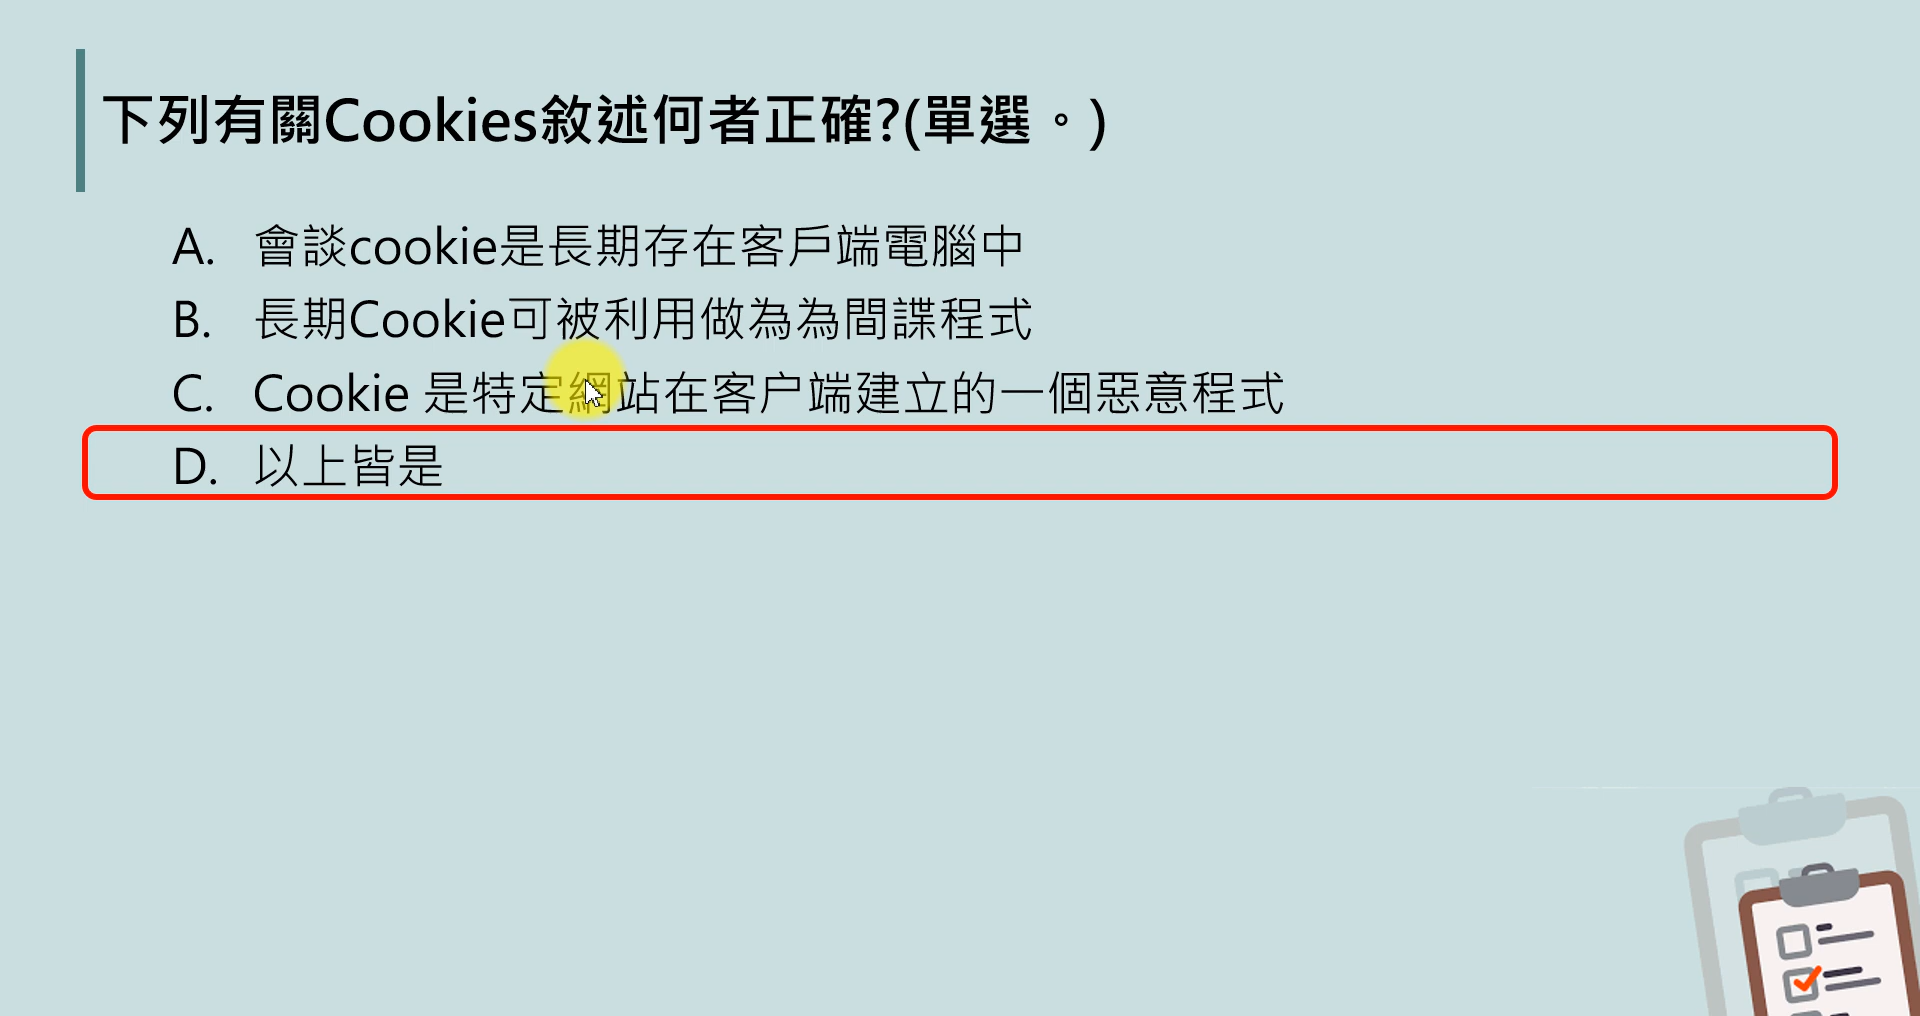 下列有關Cookies敘述何者正確?(單選。)
A. 會談cookie是長期存在客戶端電腦中
B. 長期Cookie可被利用做為為間諜程式
C. Cookie 是特定網站在客户端建立的一個惡意程式
D. 以上皆是